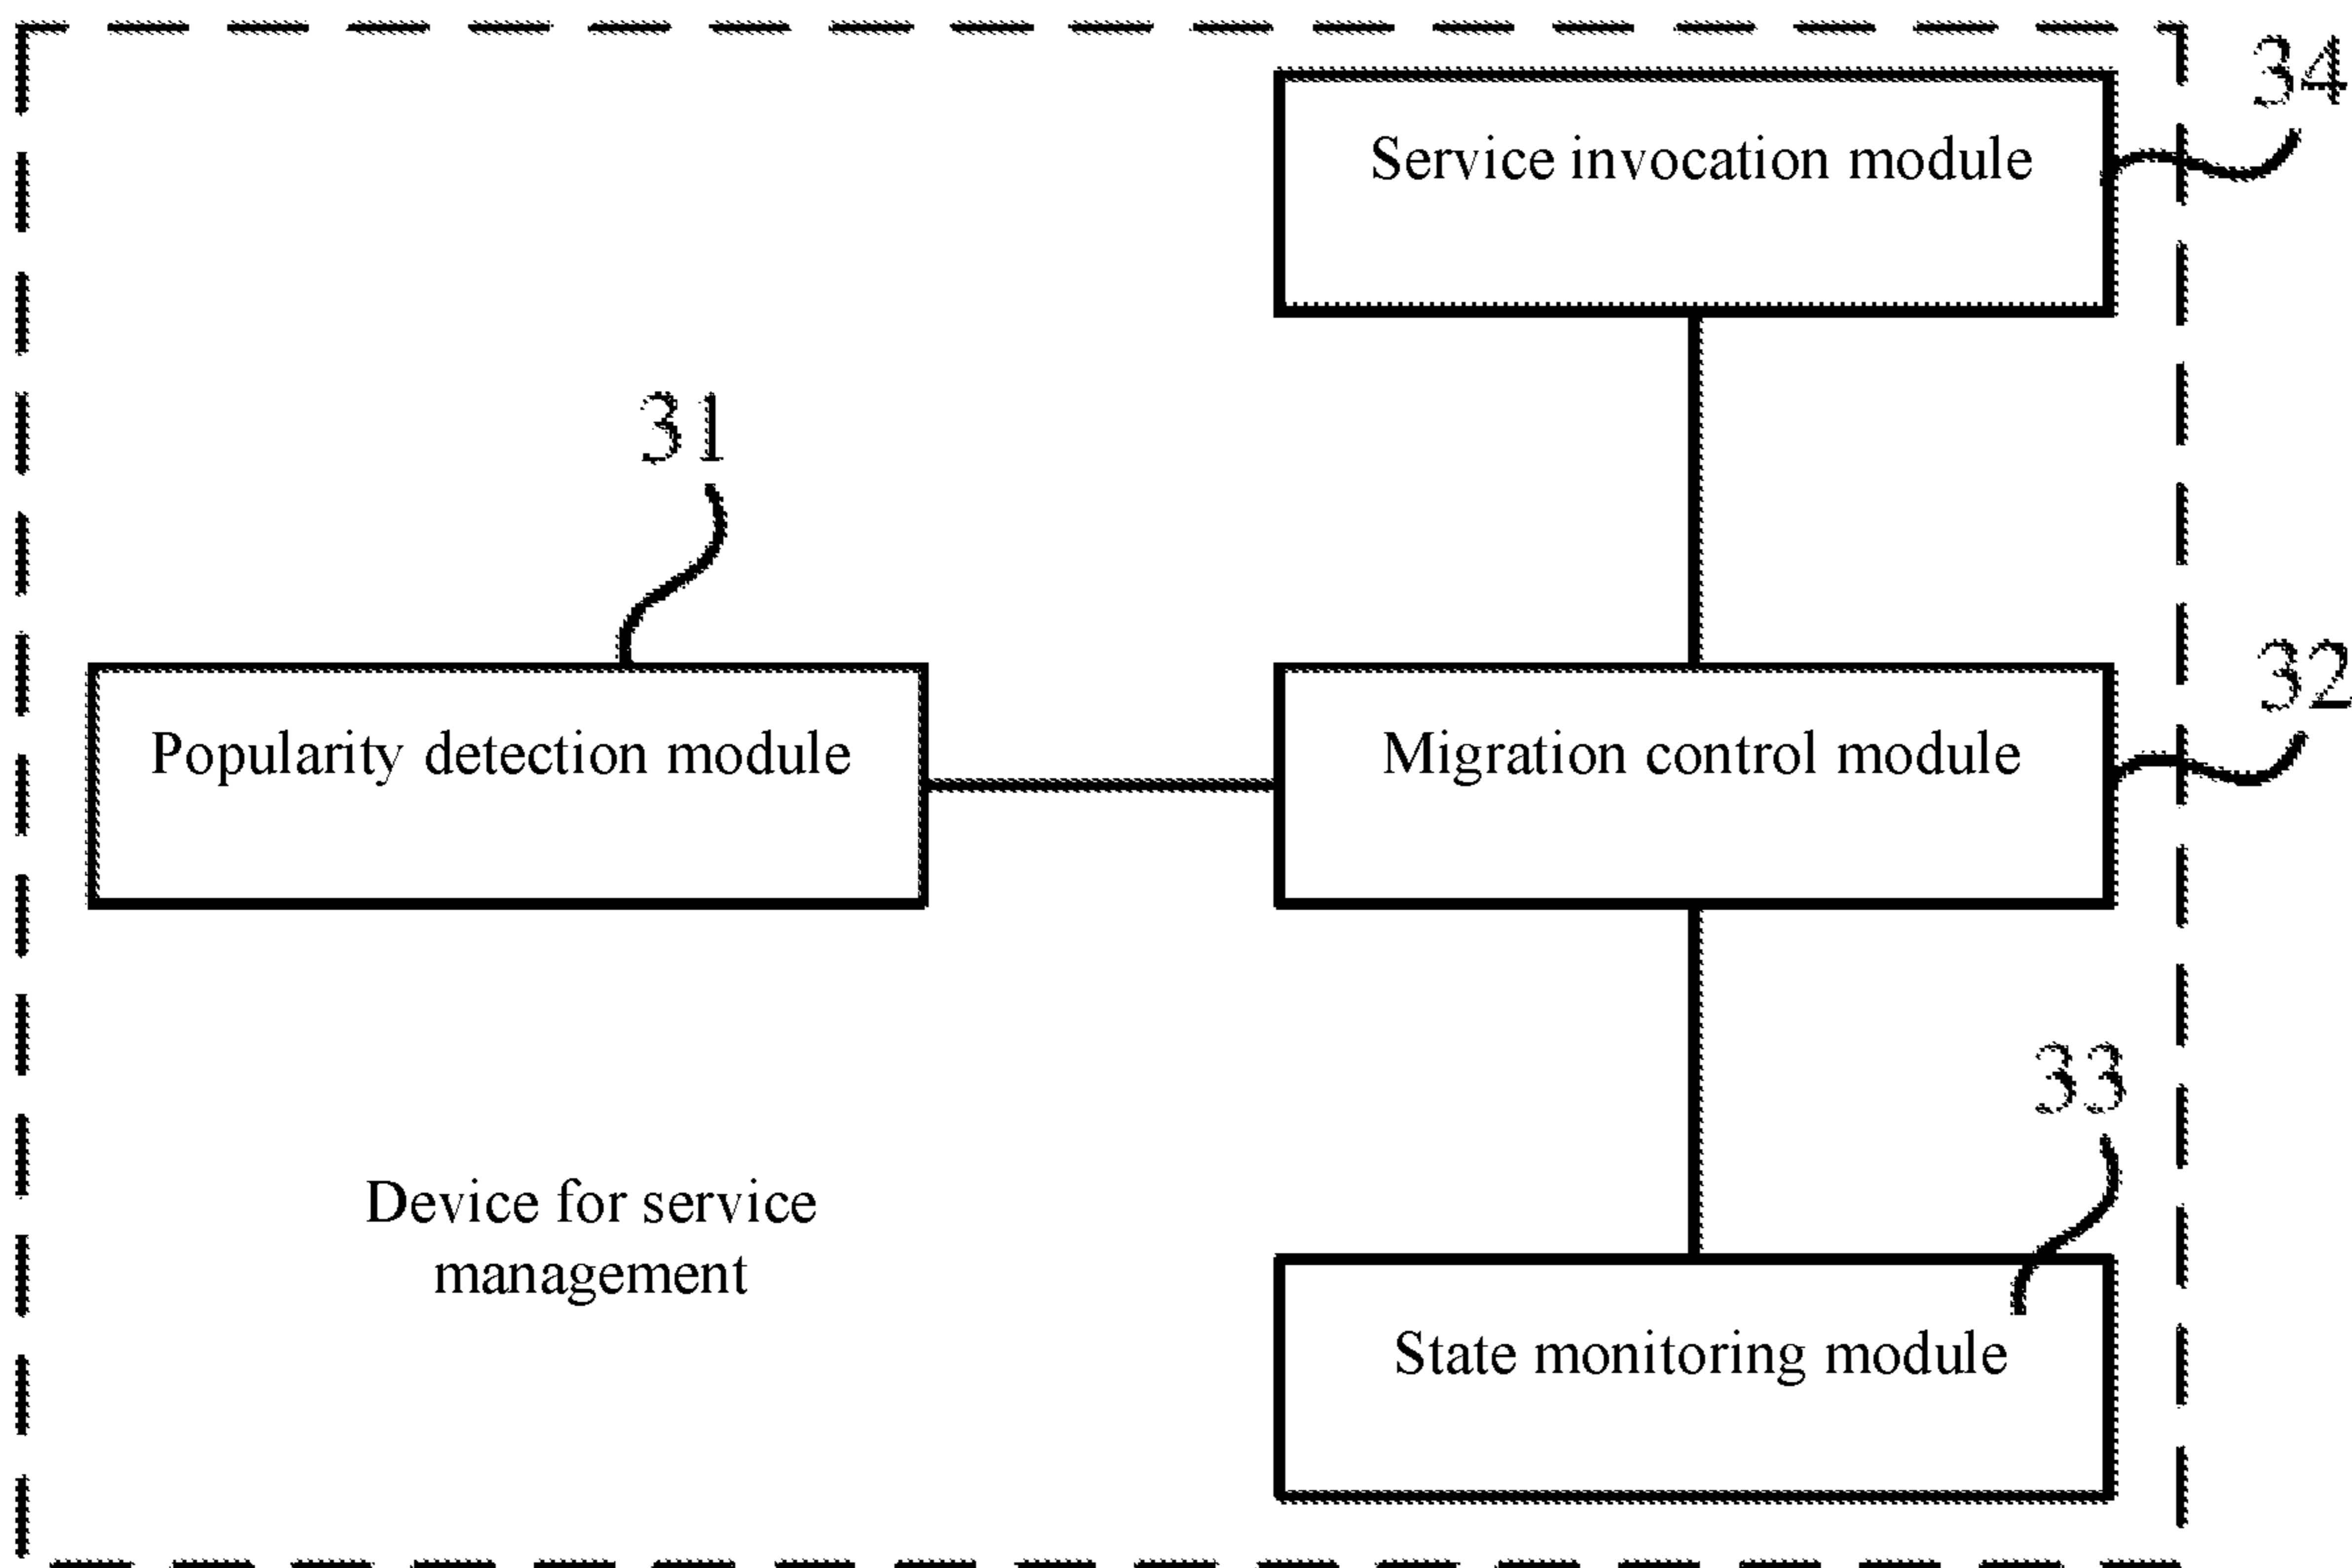 34
Service invocation module
31
32
Popularity detection module
Migration control module
33
Device for service
management
State monitoring module